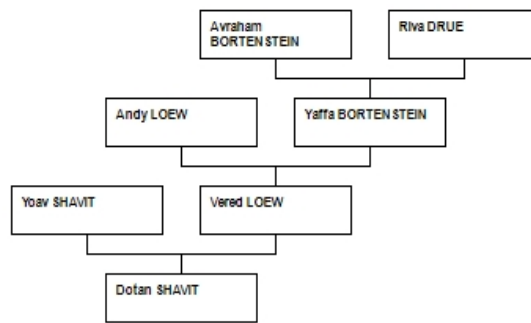 Avraham
BORTENSTEIN
Riva DRUE
Andy LOEW
Yaffa BORTENSTEIN
Yoav SHAVIT
Vered LOEW
Dotan SHAVIT